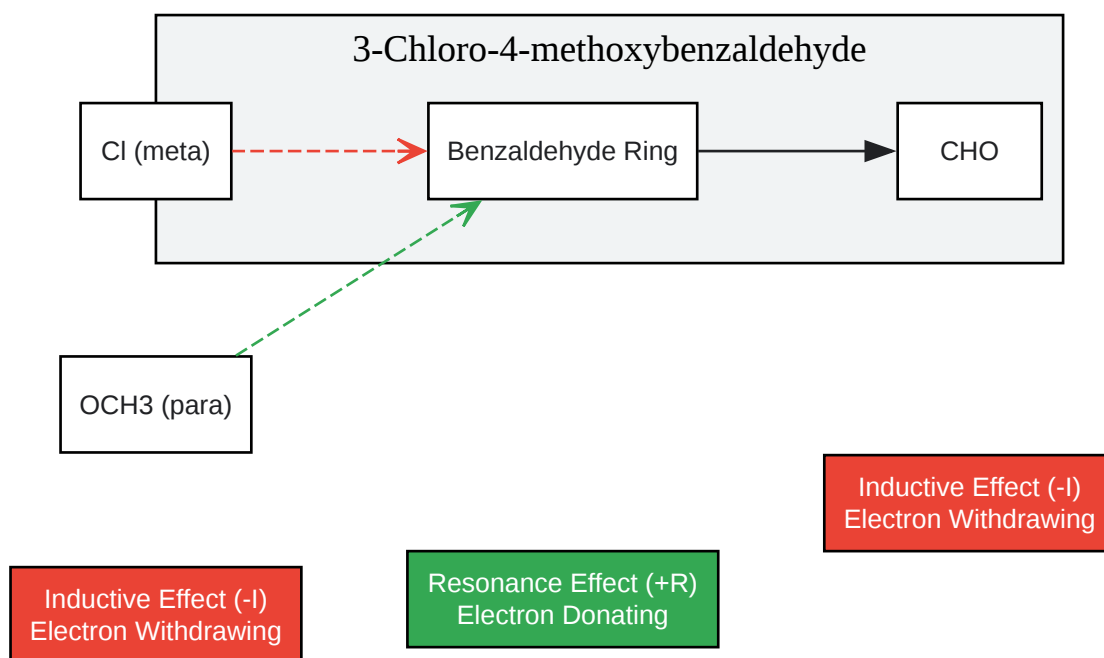 3-Chloro-4-methoxybenzaldehyde
Cl (meta)
Benzaldehyde Ring
CHO
OCH3 (para)
Inductive Effect (-I)
Electron Withdrawing
Resonance Effect (+R)
Electron Donating
Inductive Effect (-I)
Electron Withdrawing